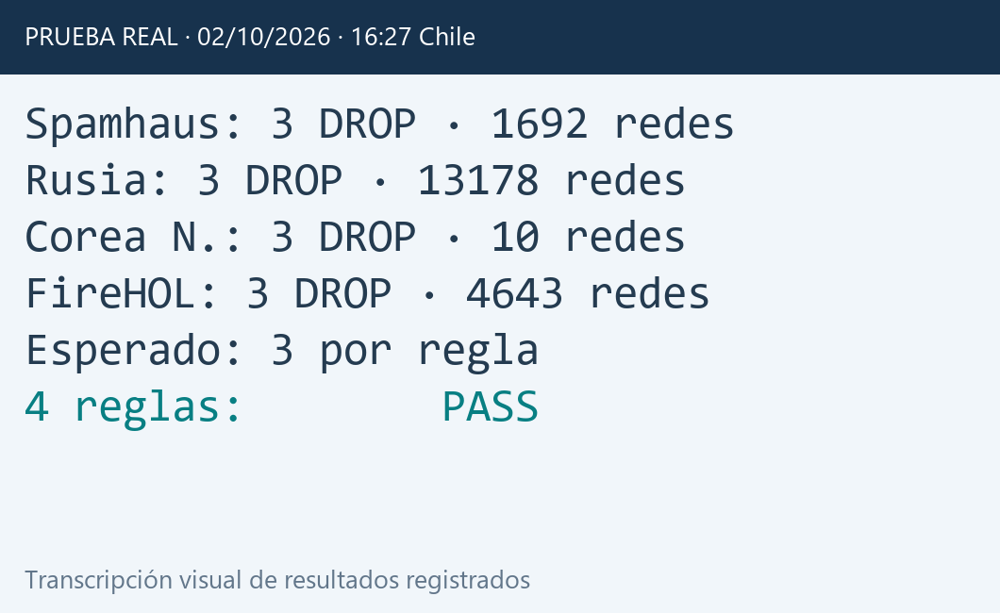 PRUEBA REAL · 02/10/2026 · 16:27 Chile
Spamhaus: 3 DROP · 1692 redes
Rusia: 3 DROP · 13178 redes
Corea N.: 3 DROP · 10 redes
FireHOL: 3 DROP · 4643 redes
Esperado: 3 por regla
4 reglas: PASS
Transcripción visual de resultados registrados